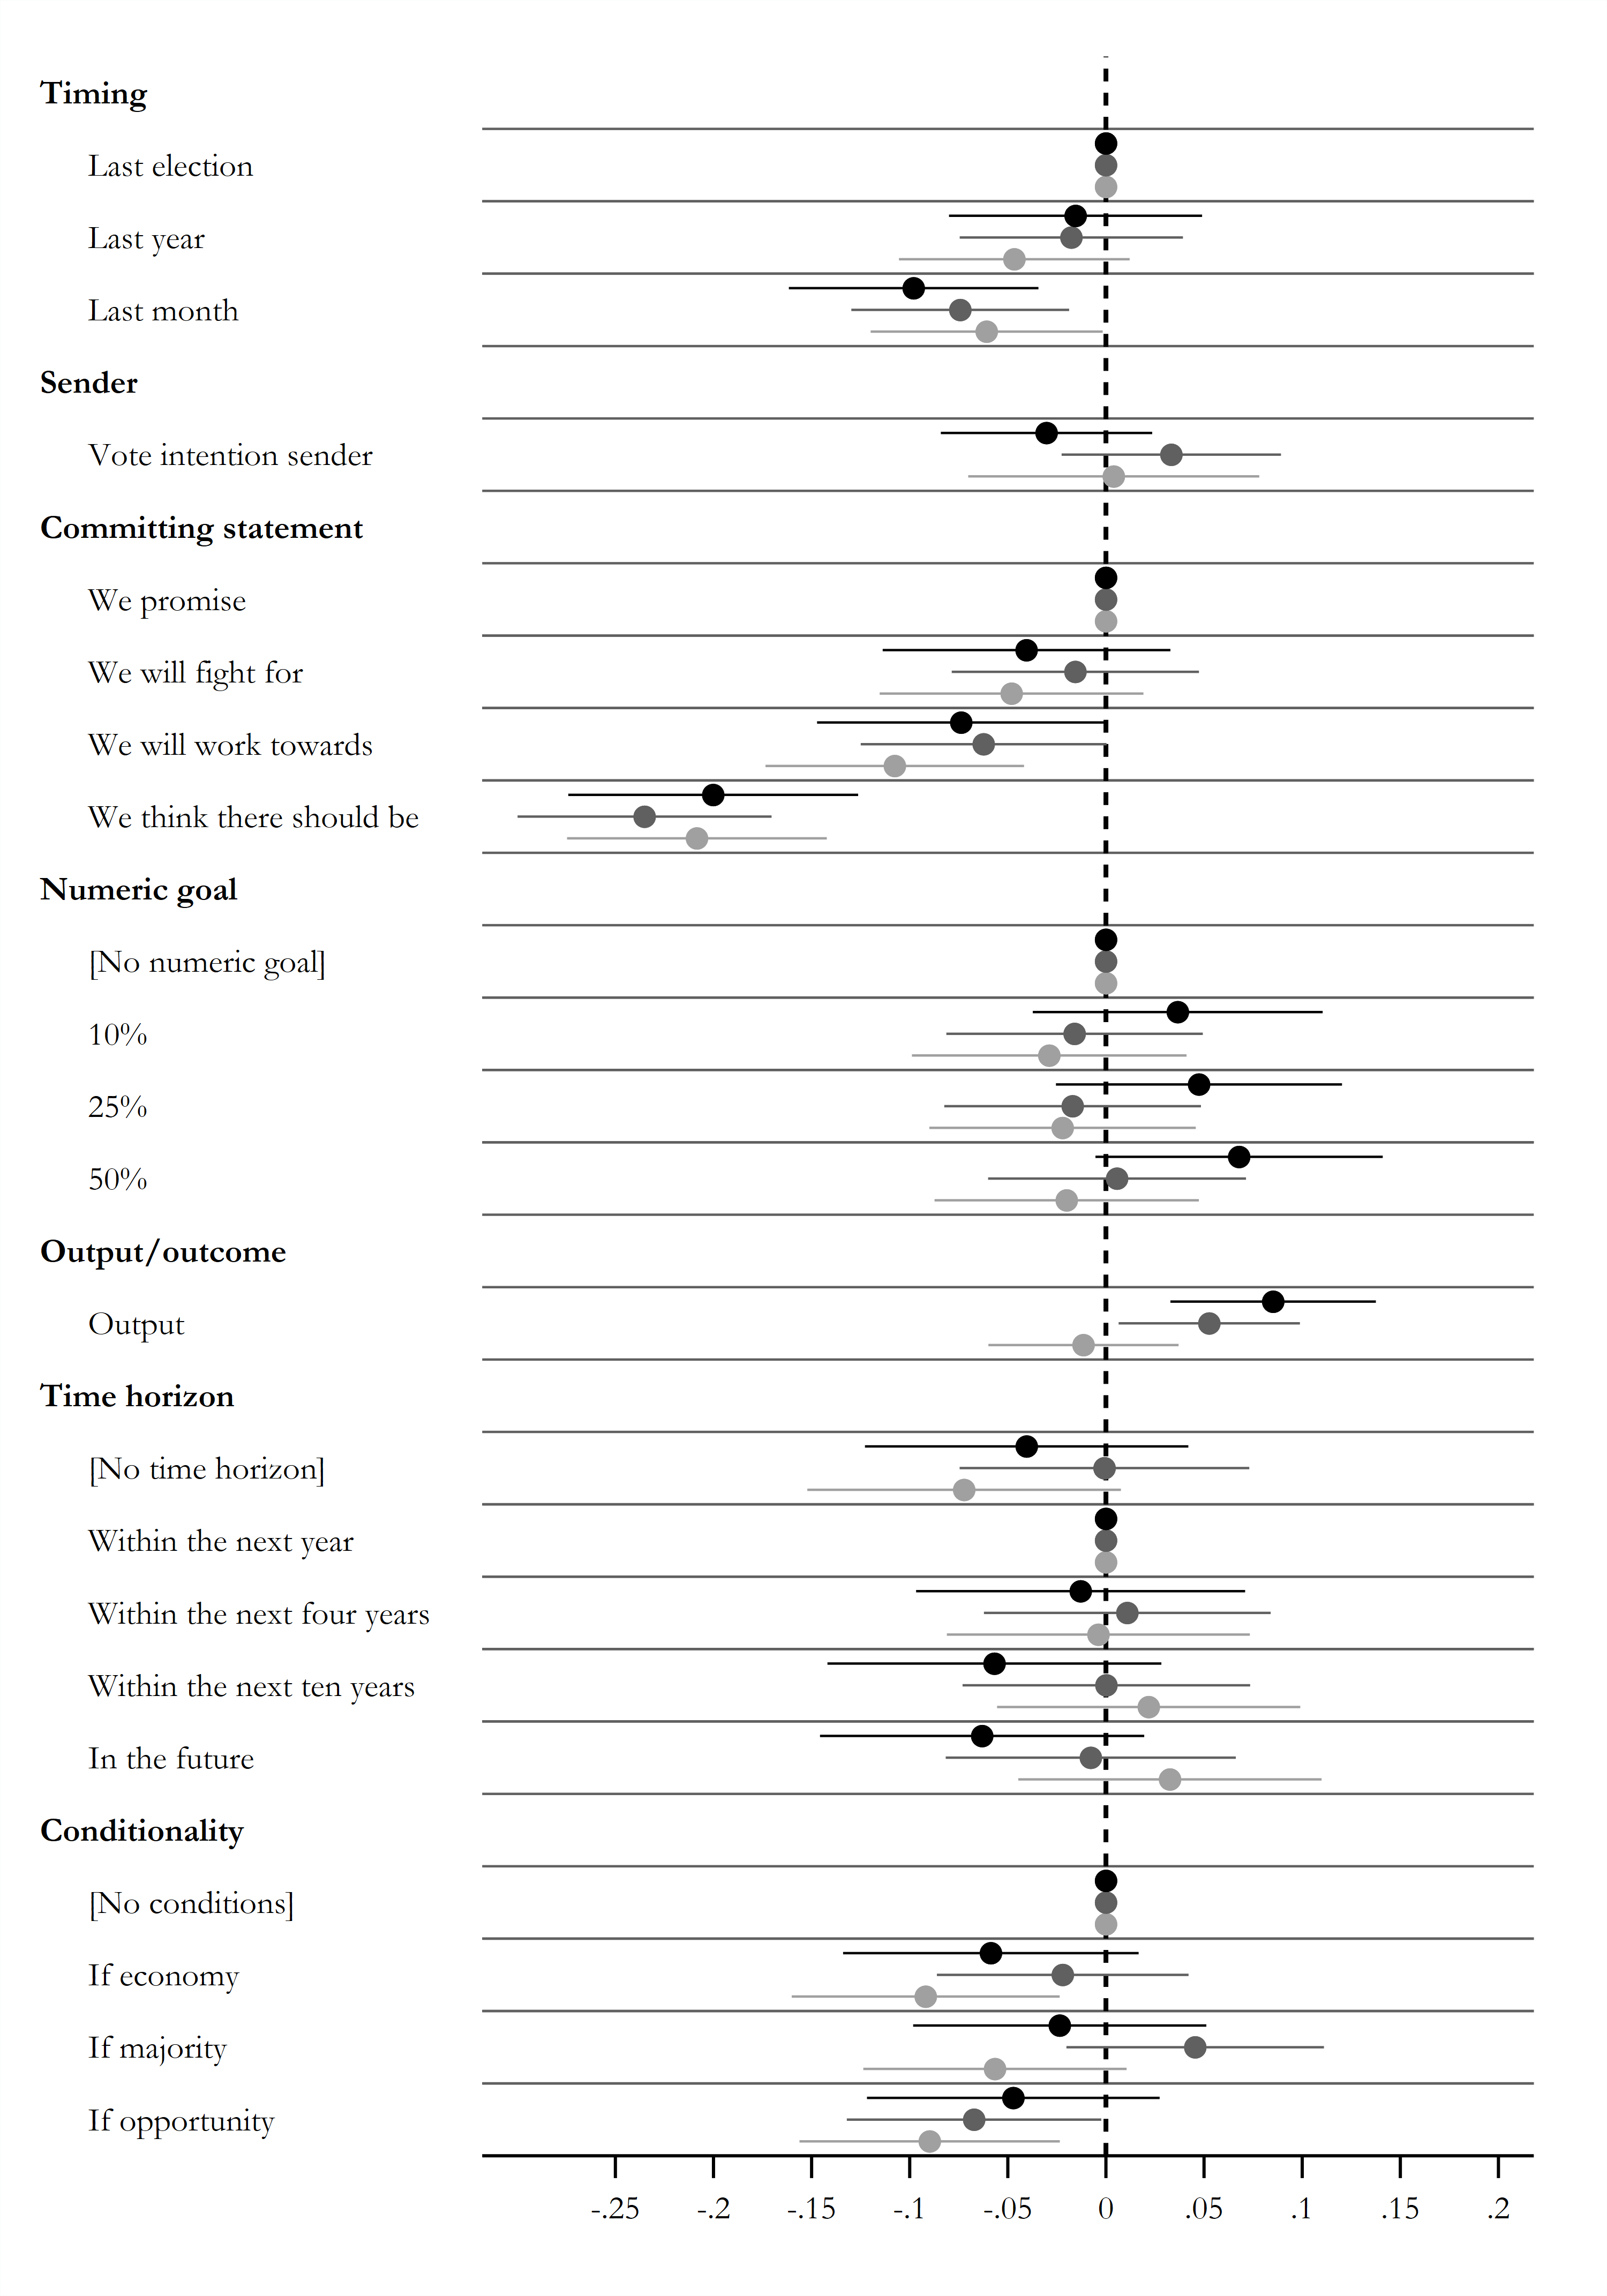 Timing
Last election
Last year
Last month
Sender
Vote intention sender
Committing statement
We promise
We will fight for
We will work towards
We think there should be
Numeric goal
[No numeric goal]
10%
25%
50%
Output/outcome
Output
Time horizon
[No time horizon]
Within the next year
Within the next four years
Within the next ten years
In the future
Conditionality
[No conditions]
If economy
If majority
If opportunity
-.25 -.2 -.15 -.1 -.05 0 .05 .1 .15 .2